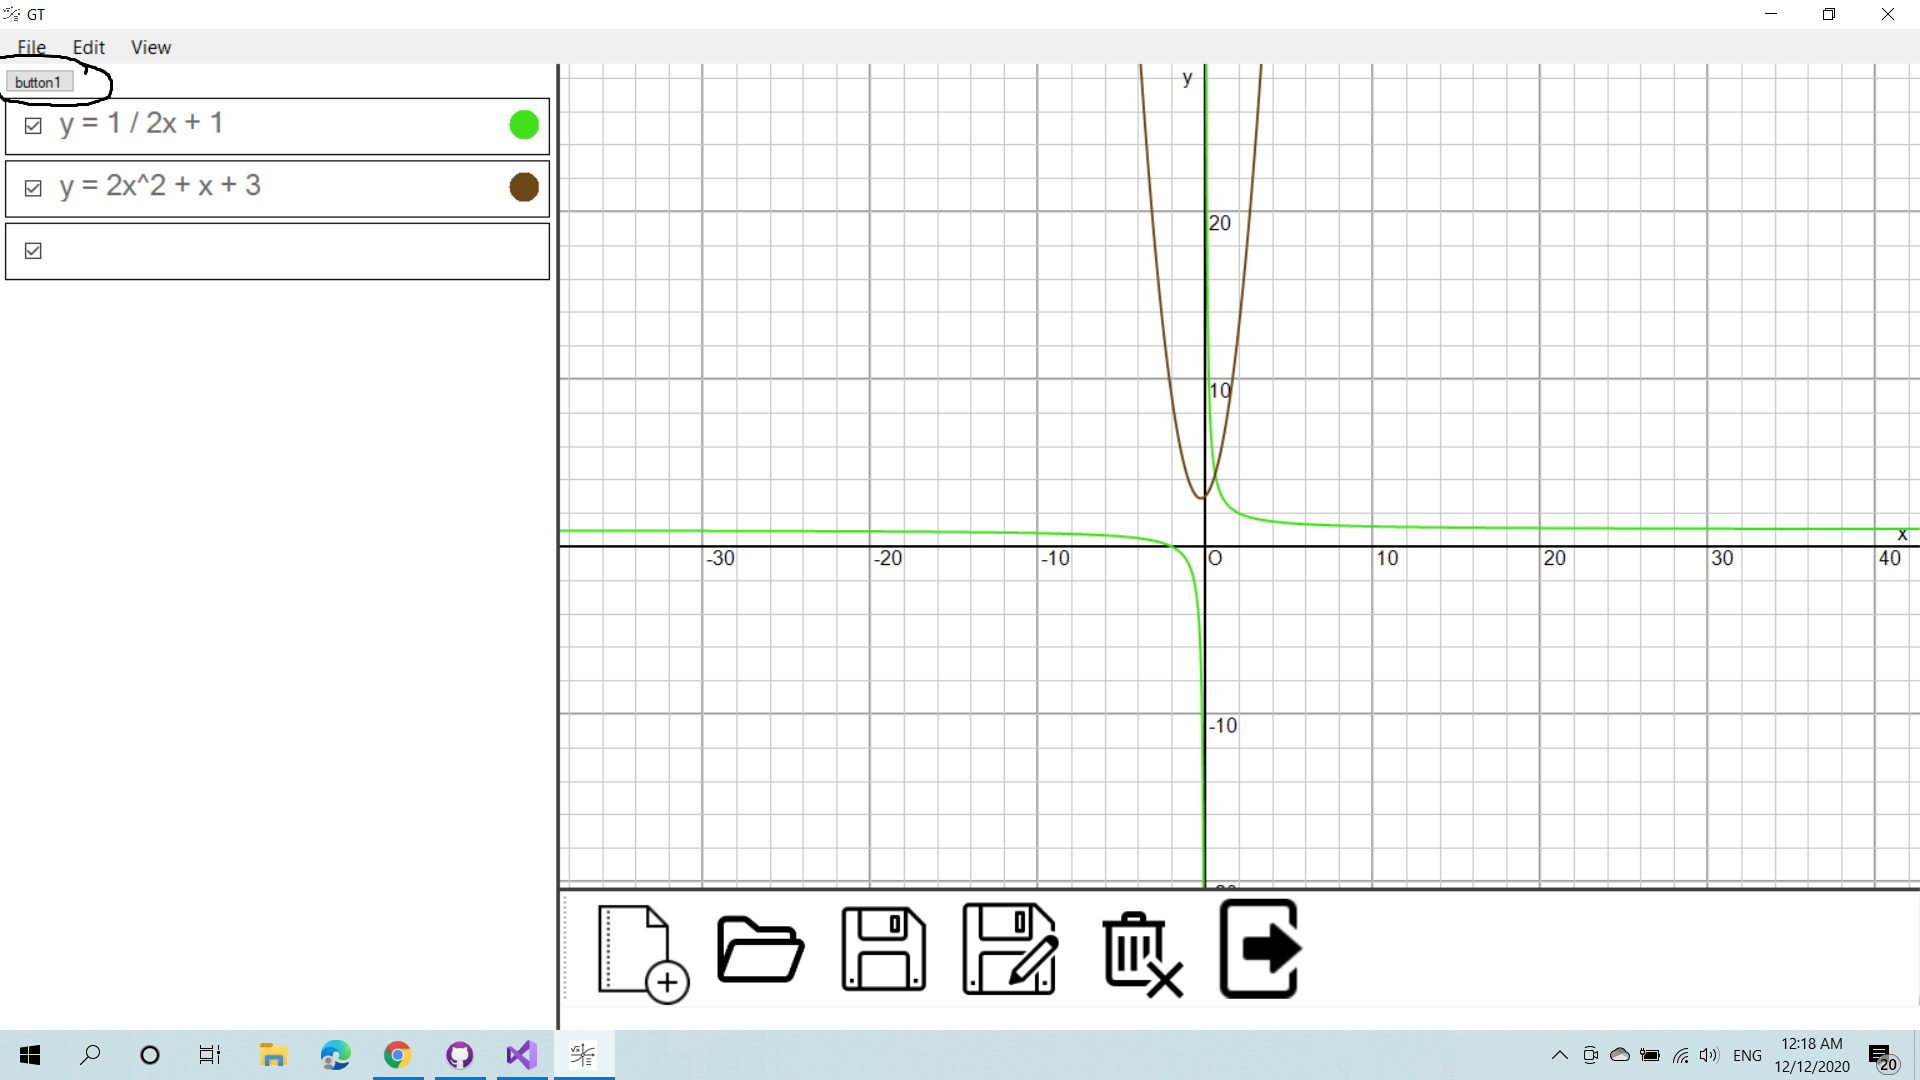 GT
File Edit View
button1
y = 1 / 2x + 1
y = 2x^2 + x + 3
y
20
10
x
-30 -20 -10 O 10 20 30 40
-10
ENG
12:18 AM
12/12/2020
20